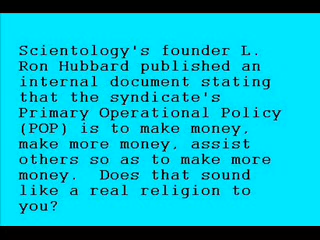 Scientology's founder L.
Ron Hubbard published an
internal document stating
that the syndicate's
Primary Operational Policy
(POP) is to make money,
make more money, assist
others so as to make more
money.  Does that sound
like a real religion to
you?